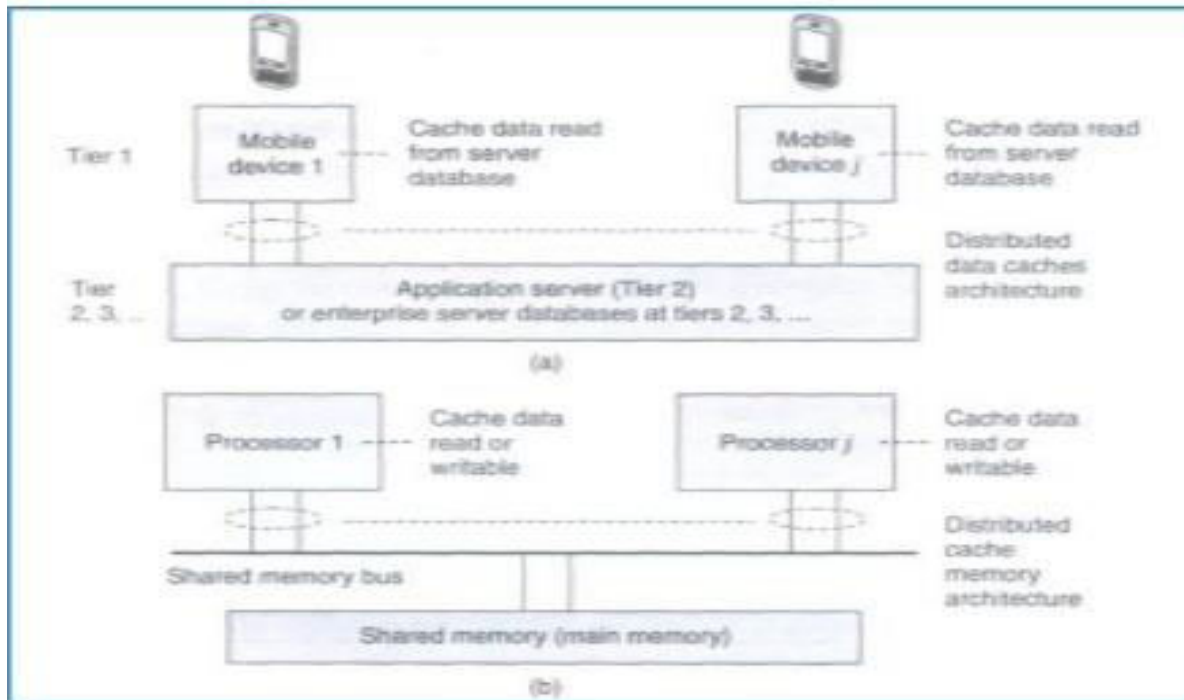 Tier 1
Mobile
device 1
Cache data read
from server
database
Mobile
device j
Cache data read
from server
database
Distributed
data caches
architecture
Tier
2, 3, ...
Application server (Tier 2)
or enterprise server databases at tiers 2, 3, ...
(a)
Processor 1
Cache data
read or
writable
Processor j
Cache data
read or
writable
Distributed
cache
memory
architecture
Shared memory bus
Shared memory (main memory)
(b)